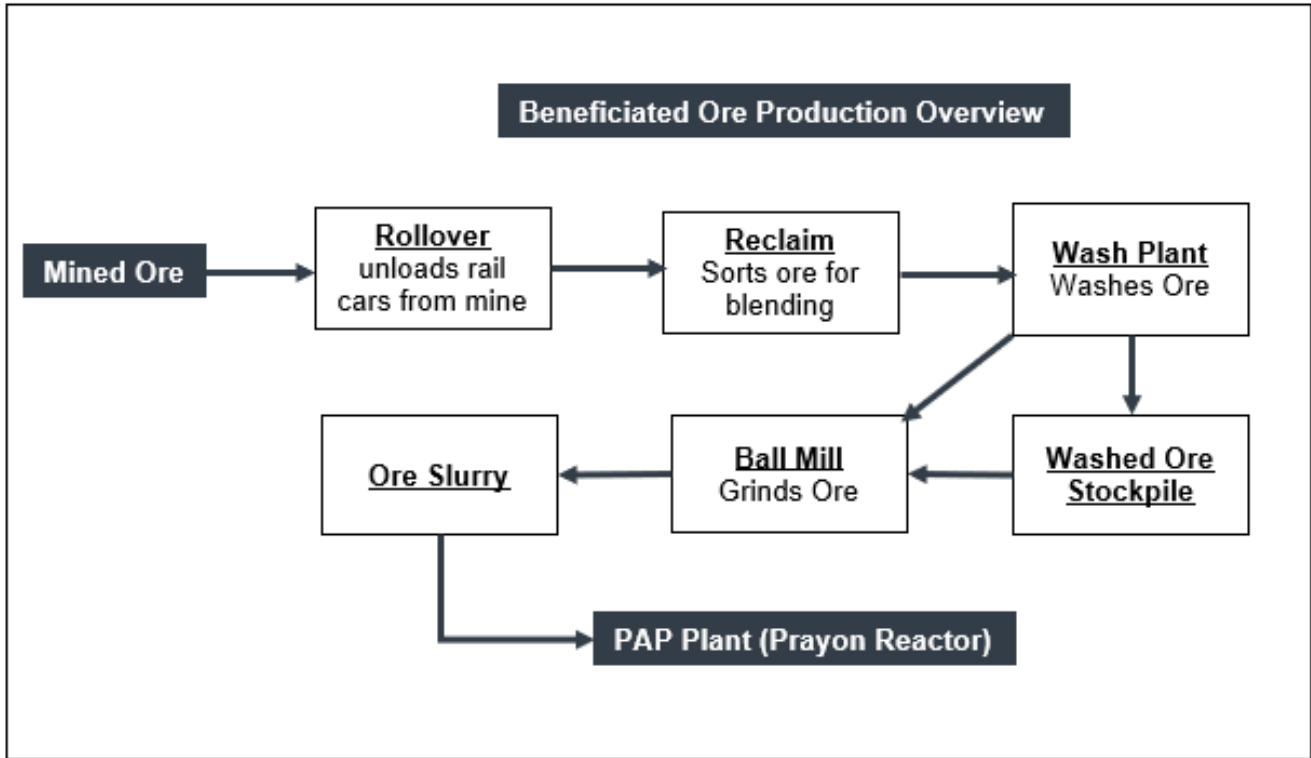 Beneficiated Ore Production Overview
Mined Ore
Rollover
unloads rail
cars from mine
Reclaim
Sorts ore for
blending
Wash Plant
Washes Ore
Ore Slurry
Ball Mill
Grinds Ore
Washed Ore
Stockpile
PAP Plant (Prayon Reactor)